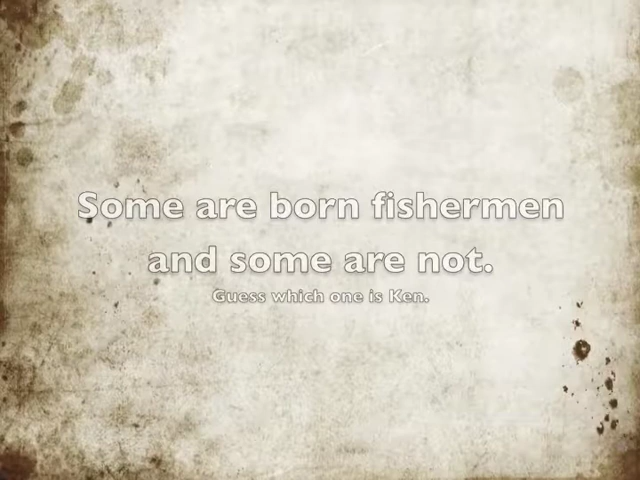 Some are born fishermen
and some are not.
Guess which one is Ken.